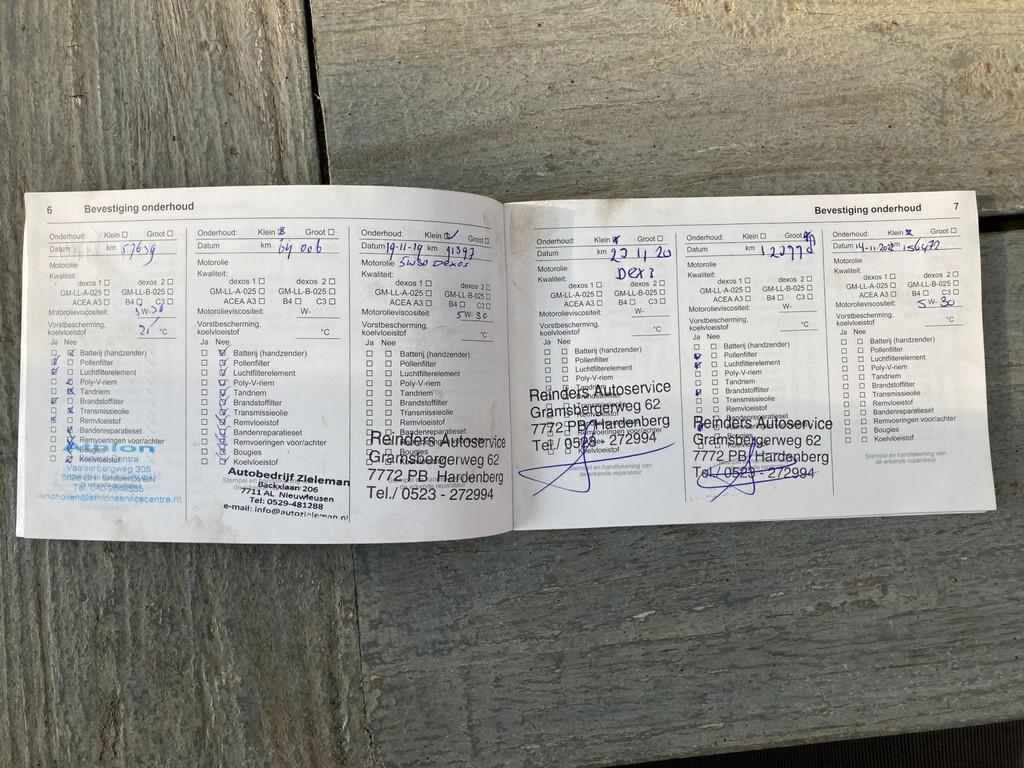 6 Bevestiging onderhoud
Onderhoud: Klein Groot
Datum km 57639
Motorolie
Kwaliteit:
dexos 1 dexos 2
GM-LL-A-025 GM-LL-B-025
ACEA A3 B4 C3
Motorolieviscositeit: 5W-30
Vorstbescherming,
koelvloeistof °C
Ja Nee
Batterij (handzender)
Pollenfilter
Luchtfilterelement
Poly-V-riem
Tandriem
Brandstoffilter
Transmissieolie
Remvloeistof
Bandenreparatieset
Remvoeringen voor/achter
Bougies
Koelvloeistof
Vaalserbergweg 305
Onderhoud: Klein Groot
Datum km 64 006
Motorolie
Kwaliteit:
dexos 1 dexos 2
GM-LL-A-025 GM-LL-B-025
ACEA A3 B4 C3
Motorolieviscositeit: W-
Vorstbescherming,
koelvloeistof °C
Ja Nee
Batterij (handzender)
Pollenfilter
Luchtfilterelement
Poly-V-riem
Tandriem
Brandstoffilter
Transmissieolie
Remvloeistof
Bandenreparatieset
Remvoeringen voor/achter
Bougies
Koelvloeistof
Autobedrijf Zieleman
Backxlaan 206
7711 AL Nieuwleusen
Tel: 0529-481288
e-mail: info@autozieleman.nl
Onderhoud: Klein Groot
Datum 19-11-19 km 91397
Motorolie 5W30 Dexos
Kwaliteit:
dexos 1 dexos 2
GM-LL-A-025 GM-LL-B-025
ACEA A3 B4 C3
Motorolieviscositeit: 5W-30
Vorstbescherming,
koelvloeistof °C
Ja Nee
Batterij (handzender)
Pollenfilter
Luchtfilterelement
Poly-V-riem
Tandriem
Brandstoffilter
Transmissieolie
Remvloeistof
Bandenreparatieset
Remvoeringen voor/achter
Bougies
Koelvloeistof
Reinders Autoservice
Gramsbergerweg 62
7772 PB Hardenberg
Tel./ 0523 - 272994
Bevestiging onderhoud 7
Onderhoud: Klein Groot
Datum km 23 11 20
Motorolie DEX2
Kwaliteit:
dexos 1 dexos 2
GM-LL-A-025 GM-LL-B-025
ACEA A3 B4 C3
Motorolieviscositeit: W-
Vorstbescherming,
koelvloeistof °C
Ja Nee
Batterij (handzender)
Pollenfilter
Luchtfilterelement
Poly-V-riem
Tandriem
Reinders Autoservice
Gramsbergerweg 62
7772 PB Hardenberg
Tel./ 0523 - 272994
Koelvloeistof
Stempel en handtekening van
de erkende reparateur
Onderhoud: Klein Groot
Datum km
Motorolie
Kwaliteit:
dexos 1 dexos 2
GM-LL-A-025 GM-LL-B-025
ACEA A3 B4 C3
Motorolieviscositeit: W-
Vorstbescherming,
koelvloeistof °C
Ja Nee
Batterij (handzender)
Pollenfilter
Luchtfilterelement
Poly-V-riem
Tandriem
Brandstoffilter
Transmissieolie
Remvloeistof
Bandenreparatieset
Reinders Autoservice
Gramsbergerweg 62
7772 PB Hardenberg
Tel./ 0523 - 272994
Onderhoud: Klein Groot
Datum 14-11-2022 km 156472
Motorolie
Kwaliteit:
dexos 1 dexos 2
GM-LL-A-025 GM-LL-B-025
ACEA A3 B4 C3
Motorolieviscositeit: 5W-30
Vorstbescherming,
koelvloeistof °C
Ja Nee
Batterij (handzender)
Pollenfilter
Luchtfilterelement
Poly-V-riem
Tandriem
Brandstoffilter
Transmissieolie
Remvloeistof
Bandenreparatieset
Remvoeringen voor/achter
Bougies
Koelvloeistof
Stempel en handtekening van
de erkende reparateur